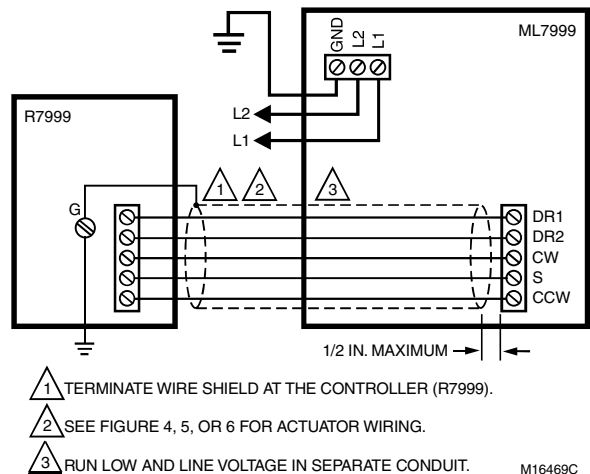 ML7999
GND
L2
L1
L2
L1
R7999
G
1
2
3
DR1
DR2
CW
S
CCW
1/2 IN. MAXIMUM
1 TERMINATE WIRE SHIELD AT THE CONTROLLER (R7999).
2 SEE FIGURE 4, 5, OR 6 FOR ACTUATOR WIRING.
3 RUN LOW AND LINE VOLTAGE IN SEPARATE CONDUIT.
M16469C